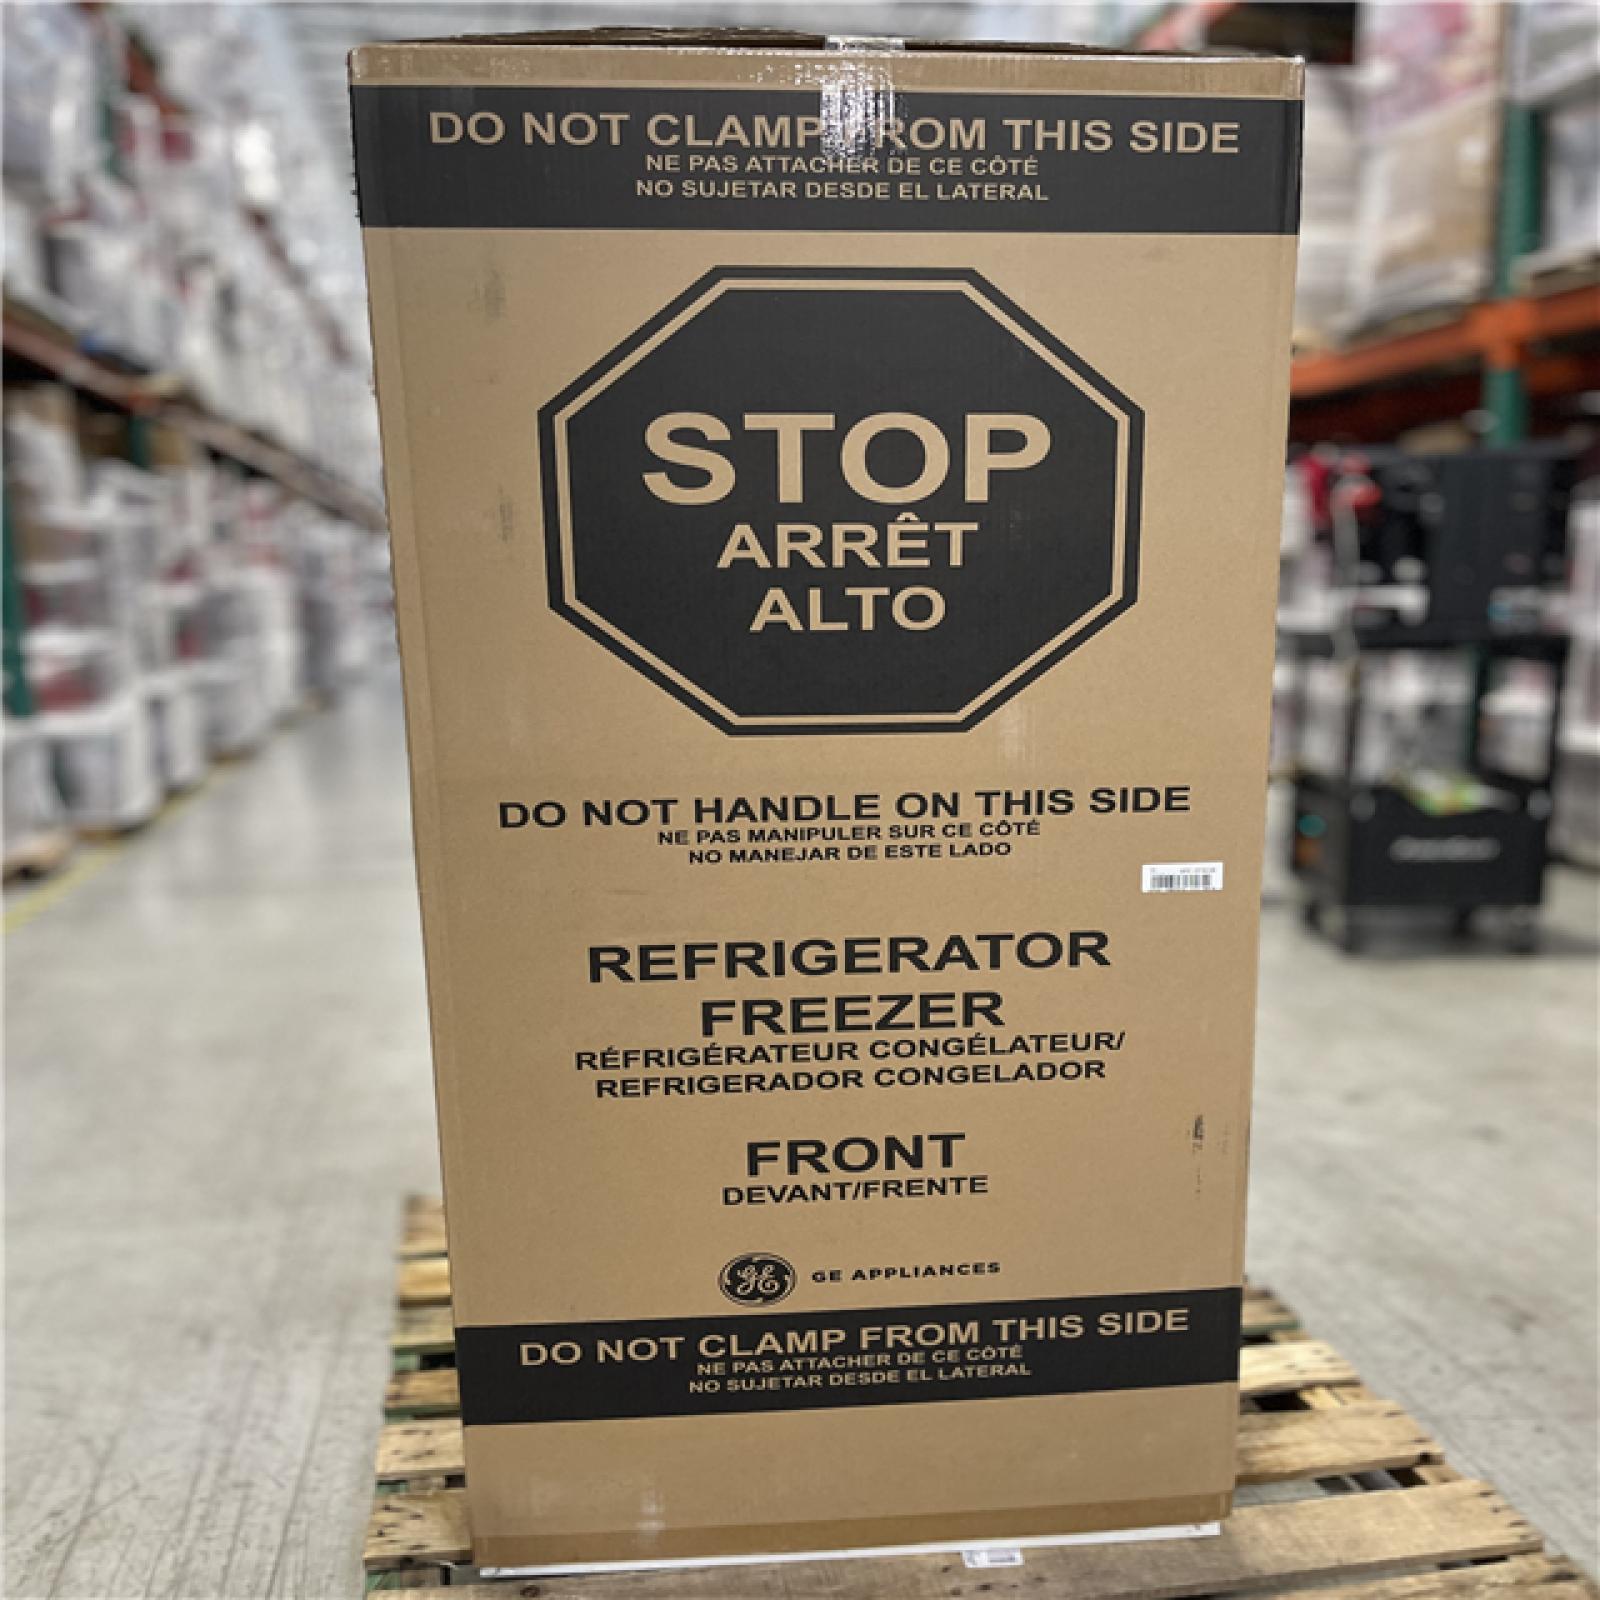 DO NOT CLAMP FROM THIS SIDE
NE PAS ATTACHER DE CE CÔTÉ
NO SUJETAR DESDE EL LATERAL
STOP
ARRÊT
ALTO
DO NOT HANDLE ON THIS SIDE
NE PAS MANIPULER SUR CE CÔTÉ
NO MANEJAR DE ESTE LADO
REFRIGERATOR
FREEZER
RÉFRIGÉRATEUR CONGÉLATEUR/
REFRIGERADOR CONGELADOR
FRONT
DEVANT/FRENTE
GE GE APPLIANCES
DO NOT CLAMP FROM THIS SIDE
NE PAS ATTACHER DE CE CÔTÉ
NO SUJETAR DESDE EL LATERAL